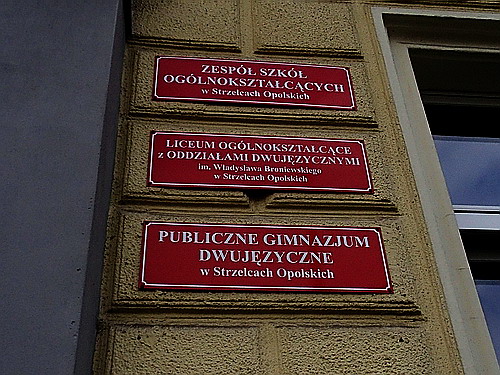 ZESPÓŁ SZKÓŁ
OGÓLNOKSZTAŁCĄCYCH
w Strzelcach Opolskich
LICEUM OGÓLNOKSZTAŁCĄCE
z ODDZIAŁAMI DWUJĘZYCZNYMI
im. Władysława Broniewskiego
w Strzelcach Opolskich
PUBLICZNE GIMNAZJUM
DWUJĘZYCZNE
w Strzelcach Opolskich